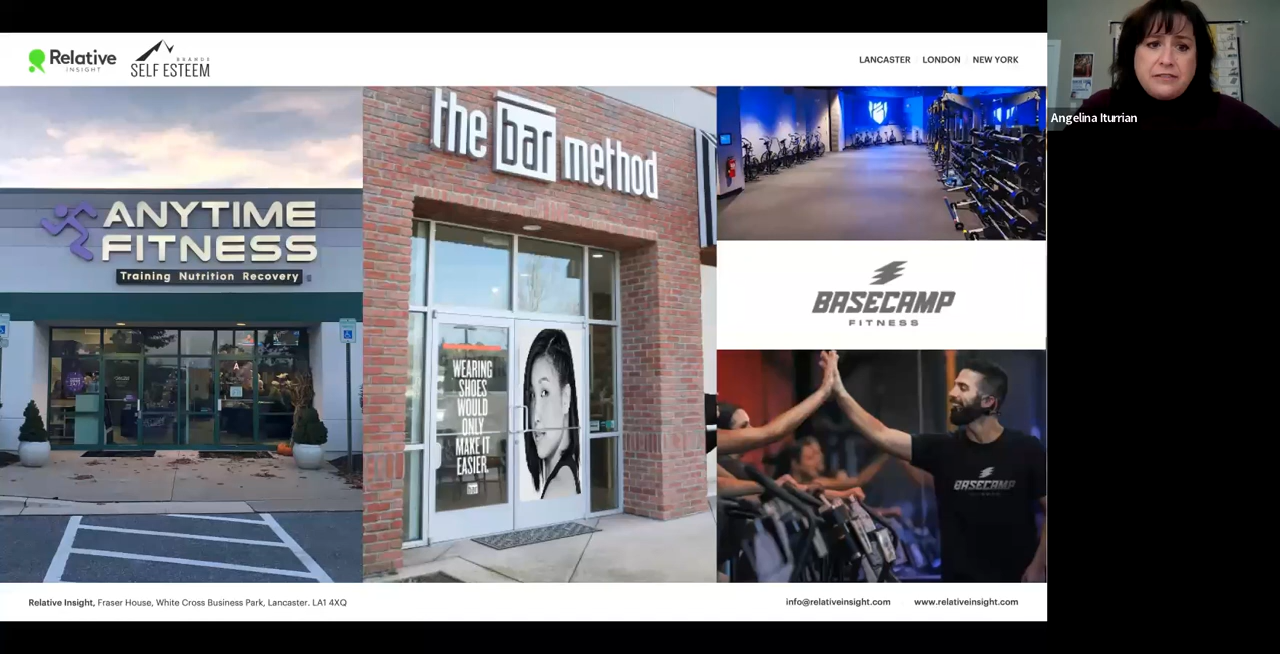 Relative
INSIGHT
BRANDS
SELF ESTEEM
LANCASTER LONDON NEW YORK
Angelina Iturrian
ANYTIME
FITNESS
Training Nutrition Recovery
the bar method
WEARING
SHOES
WOULD
ONLY
MAKE IT
EASIER.
bar
BASECAMP
FITNESS
BASECAMP
FITNESS
Relative Insight, Fraser House, White Cross Business Park, Lancaster. LA1 4XQ
info@relativeinsight.com www.relativeinsight.com